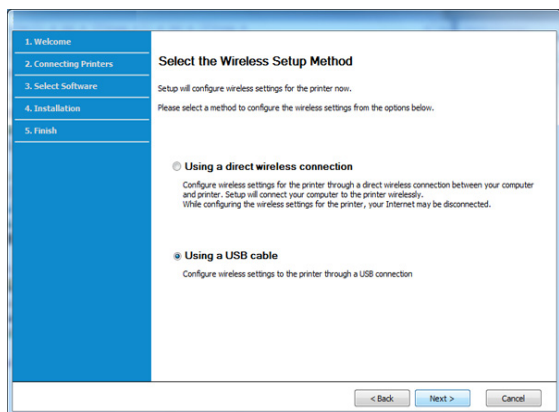 1. Welcome
2. Connecting Printers
3. Select Software
4. Installation
5. Finish
Select the Wireless Setup Method
Setup will configure wireless settings for the printer now.
Please select a method to configure the wireless settings from the options below.
Using a direct wireless connection
Configure wireless settings for the printer through a direct wireless connection between your computer
and printer. Setup will connect your computer to the printer wirelessly.
While configuring the wireless settings for the printer, your Internet may be disconnected.
Using a USB cable
Configure wireless settings to the printer through a USB connection
< Back
Next >
Cancel